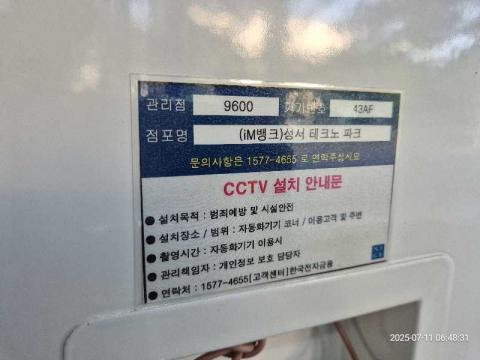 관리점 9600 기기번호 43AF
점포명 (iM뱅크)성서 테크노 파크
문의사항은 1577-4655 로 연락주십시요
CCTV 설치 안내문
● 설치목적 : 범죄예방 및 시설안전
● 설치장소 / 범위 : 자동화기기 코너 / 이용고객 및 주변
● 촬영시간 : 자동화기기 이용시
● 관리책임자 : 개인정보 보호 담당자
● 연락처 : 1577-4655[고객센터]한국전자금융
2025-07-11 06:48:31